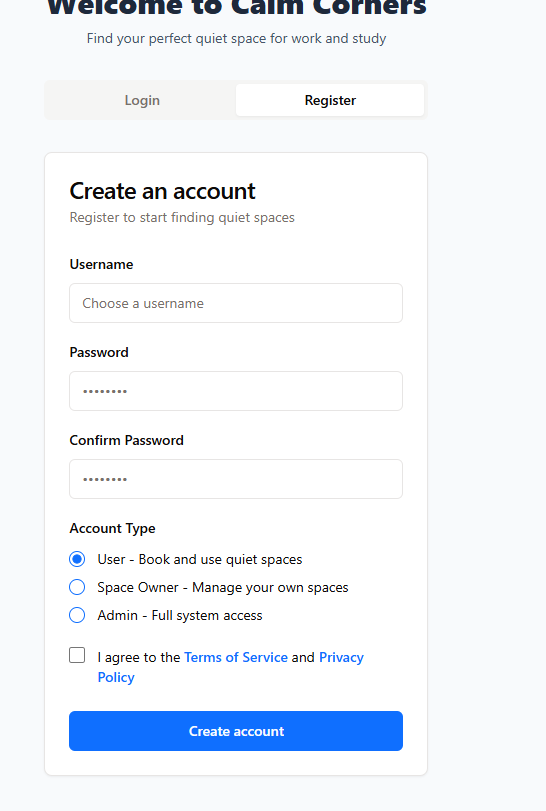 Welcome to Calm Corners
Find your perfect quiet space for work and study
Login
Register
Create an account
Register to start finding quiet spaces
Username
Choose a username
Password
••••••••
Confirm Password
••••••••
Account Type
User - Book and use quiet spaces
Space Owner - Manage your own spaces
Admin - Full system access
I agree to the Terms of Service and Privacy
Policy
Create account